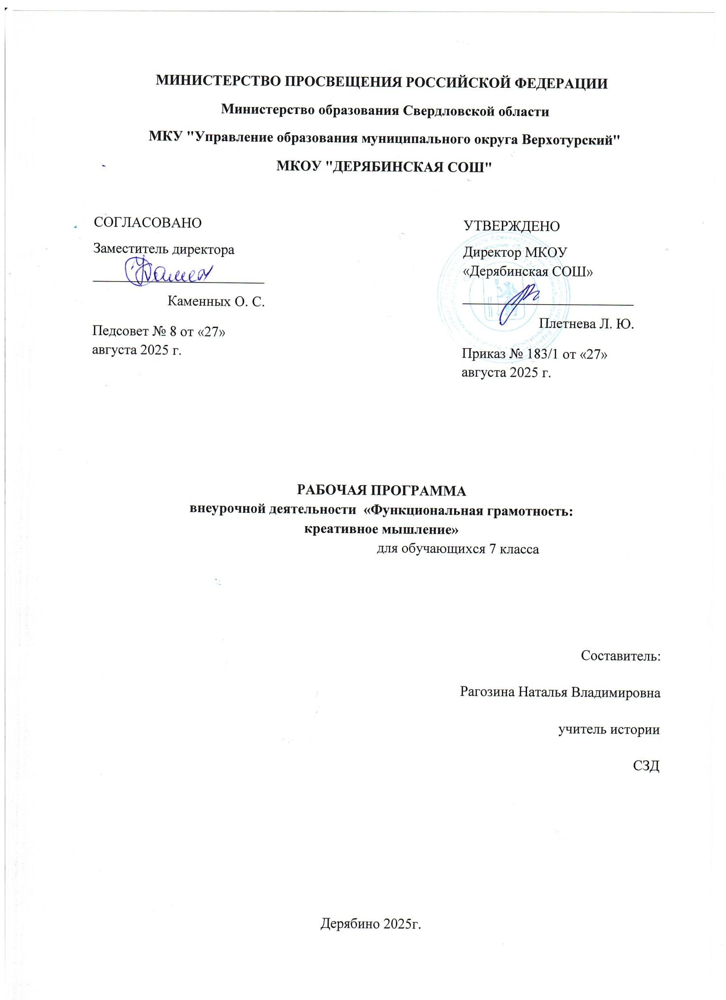 МИНИСТЕРСТВО ПРОСВЕЩЕНИЯ РОССИЙСКОЙ ФЕДЕРАЦИИ
Министерство образования Свердловской области
МКУ "Управление образования муниципального округа Верхотурский"
МКОУ "ДЕРЯБИНСКАЯ СОШ"
СОГЛАСОВАНО
Заместитель директора
Каменных О. С.
Педсовет № 8 от «27»
августа 2025 г.
УТВЕРЖДЕНО
Директор МКОУ
«Дерябинская СОШ»
Плетнева Л. Ю.
Приказ № 183/1 от «27»
августа 2025 г.
РАБОЧАЯ ПРОГРАММА
внеурочной деятельности «Функциональная грамотность:
креативное мышление»
для обучающихся 7 класса
Составитель:
Рагозина Наталья Владимировна
учитель истории
СЗД
Дерябино 2025г.